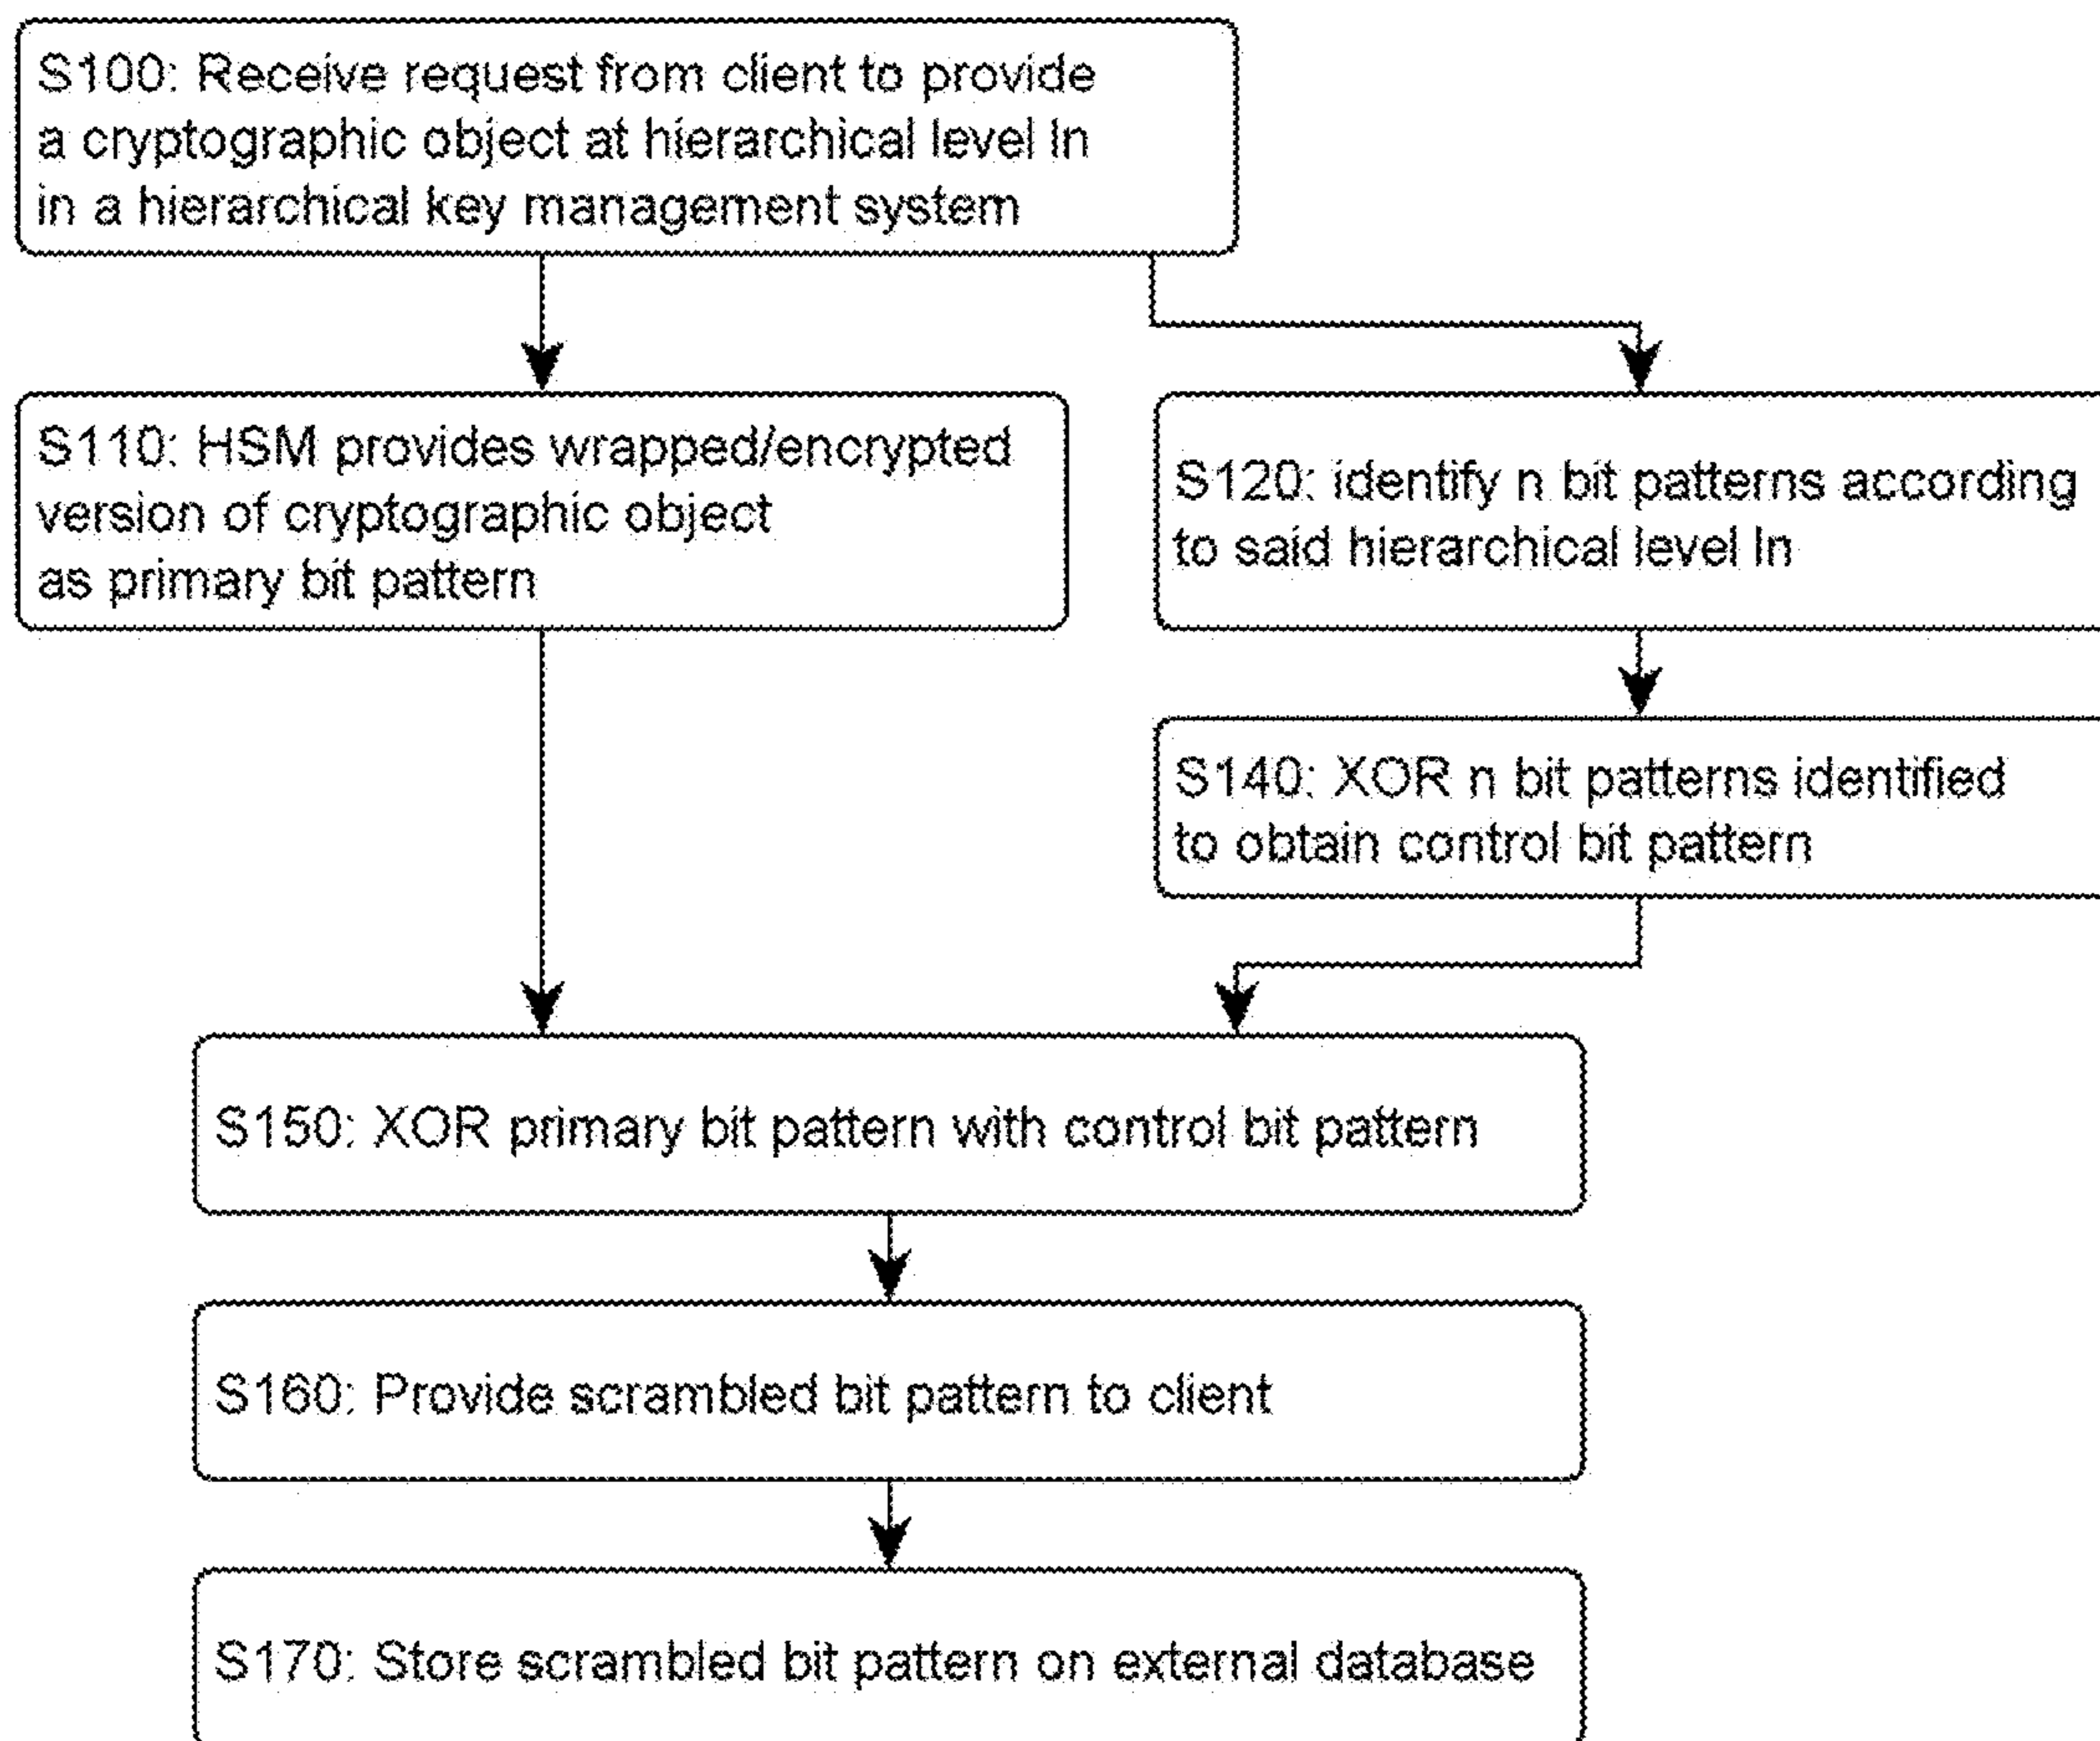 S100: Receive request from client to provide
a cryptographic object at hierarchical level ln
in a hierarchical key management system
S110: HSM provides wrapped/encrypted
version of cryptographic object
as primary bit pattern
S120: identify n bit patterns according
to said hierarchical level ln
S140: XOR n bit patterns identified
to obtain control bit pattern
S150: XOR primary bit pattern with control bit pattern
S160: Provide scrambled bit pattern to client
S170: Store scrambled bit pattern on external database